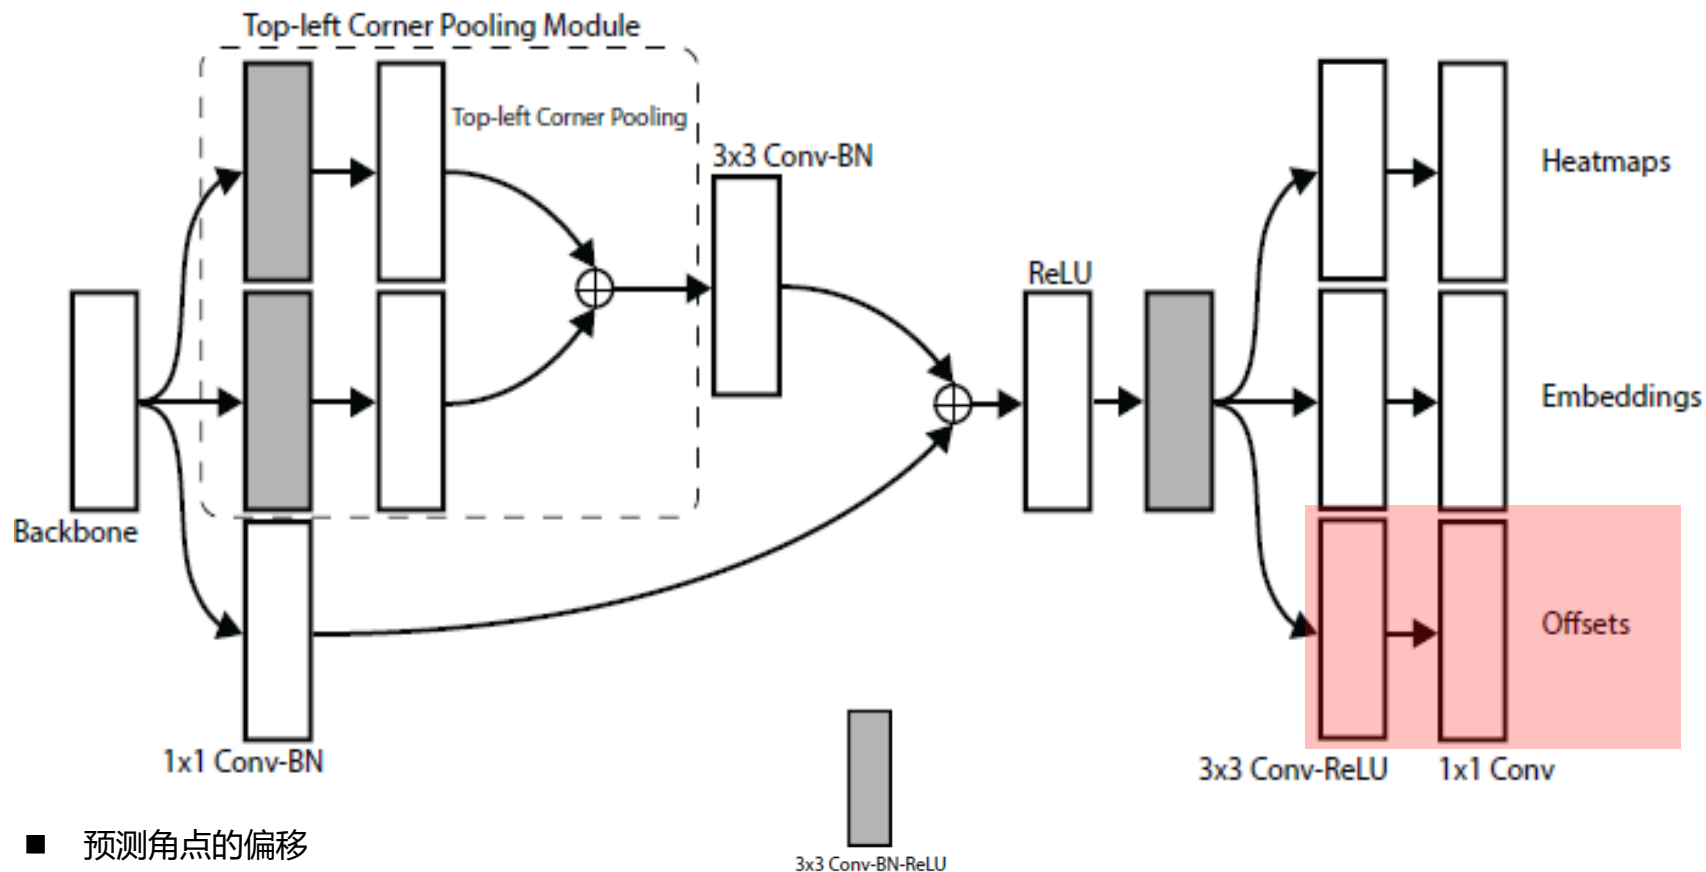 Top-left Corner Pooling Module
Top-left Corner Pooling
3x3 Conv-BN
Heatmaps
ReLU
Embeddings
Backbone
Offsets
1x1 Conv-BN
3x3 Conv-ReLU
1x1 Conv
■ 预测角点的偏移
3x3 Conv-BN-ReLU